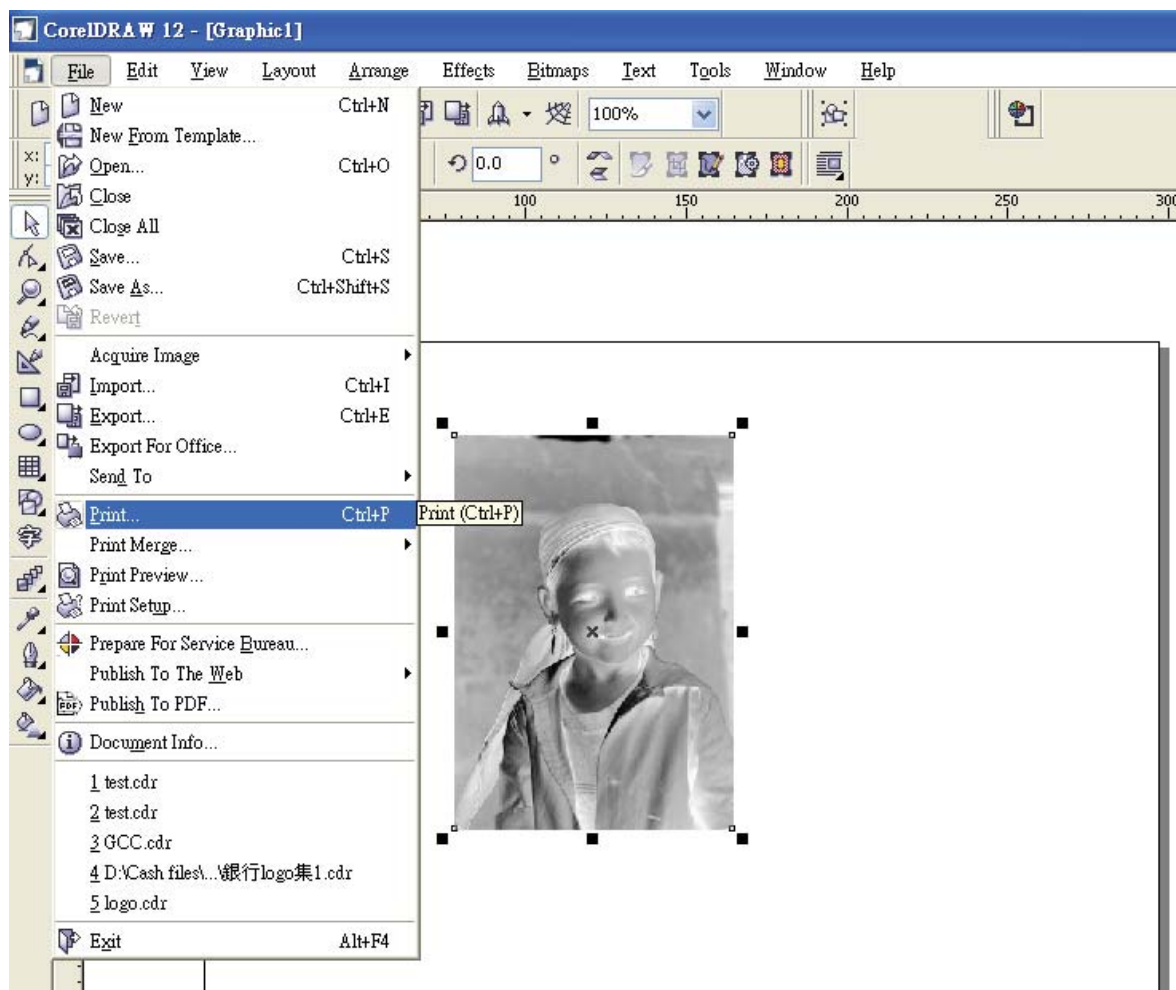 CorelDRAW 12 - [Graphic1]
File Edit View Layout Arrange Effects Bitmaps Text Tools Window Help
New Ctrl+N
100%
New From Template...
x:
y:
Open... Ctrl+O
0.0 °
Close
100 150 200 250 300
Close All
Save... Ctrl+S
Save As... Ctrl+Shift+S
Revert
Acquire Image
Import... Ctrl+I
Export... Ctrl+E
Export For Office...
Send To
Print... Ctrl+P
Print (Ctrl+P)
字
Print Merge...
Print Preview...
Print Setup...
Prepare For Service Bureau...
Publish To The Web
PDF
Publish To PDF...
Document Info...
1 test.cdr
2 test.cdr
3 GCC.cdr
4 D:\Cash files\...\銀行logo集1.cdr
5 logo.cdr
Exit Alt+F4